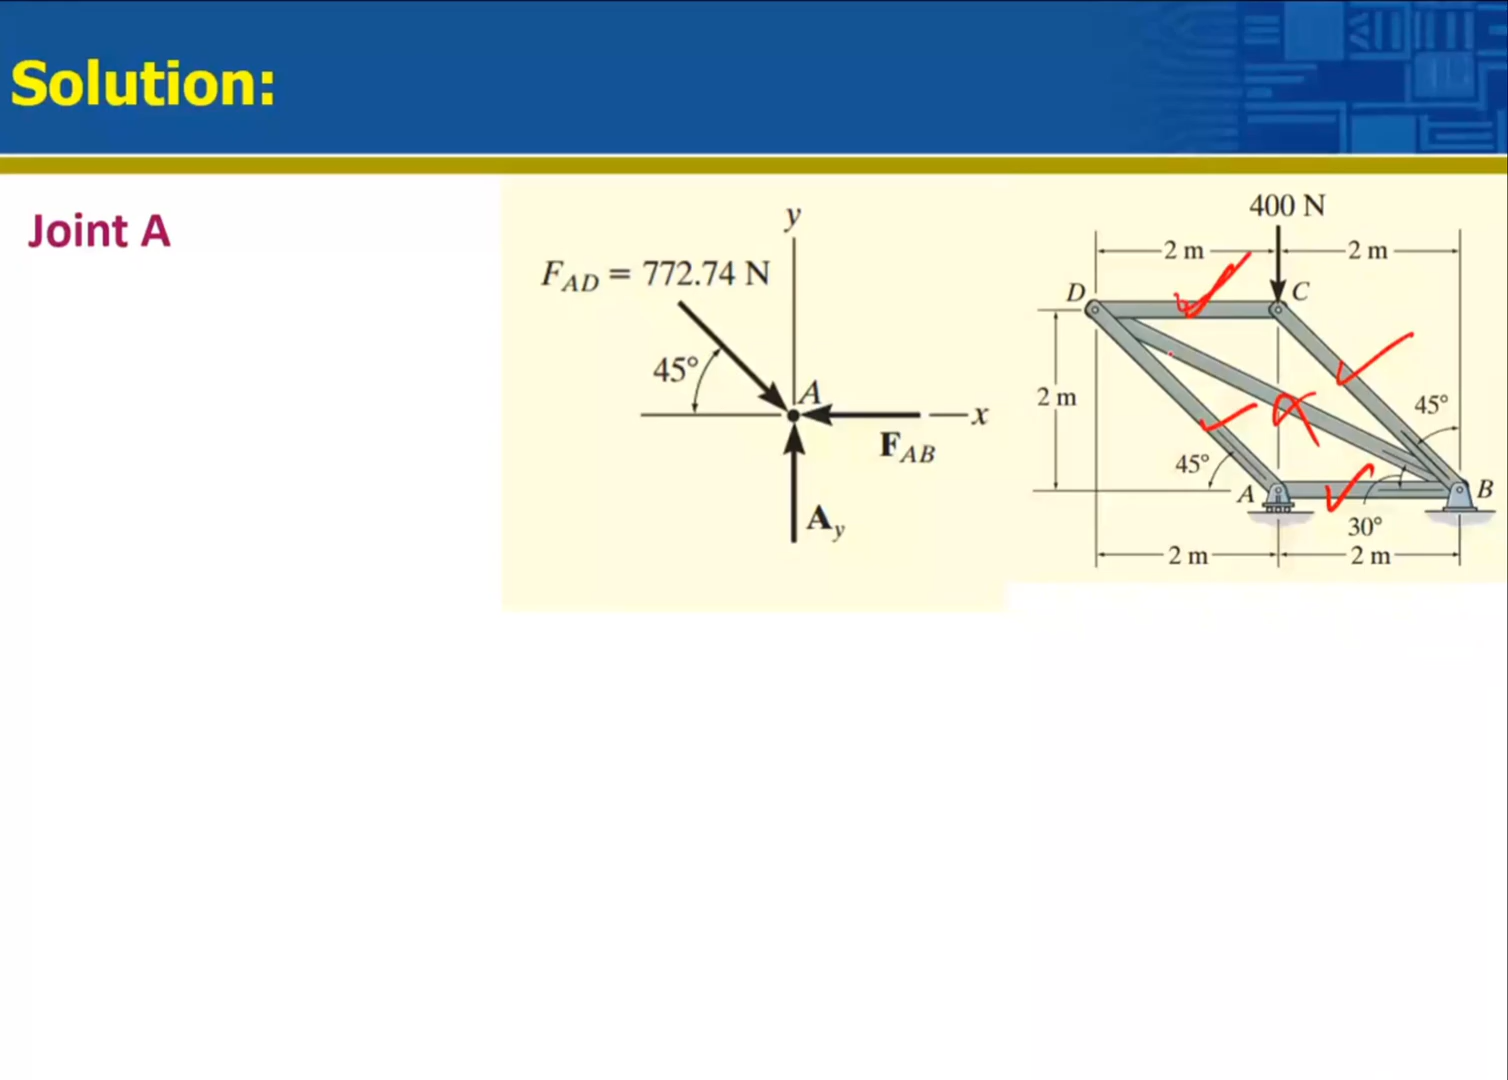 Solution:
Joint A
y
F_AD = 772.74 N
45°
A
x
F_AB
A_y
400 N
2 m
2 m
D
C
2 m
45°
45°
A
B
30°
2 m
2 m